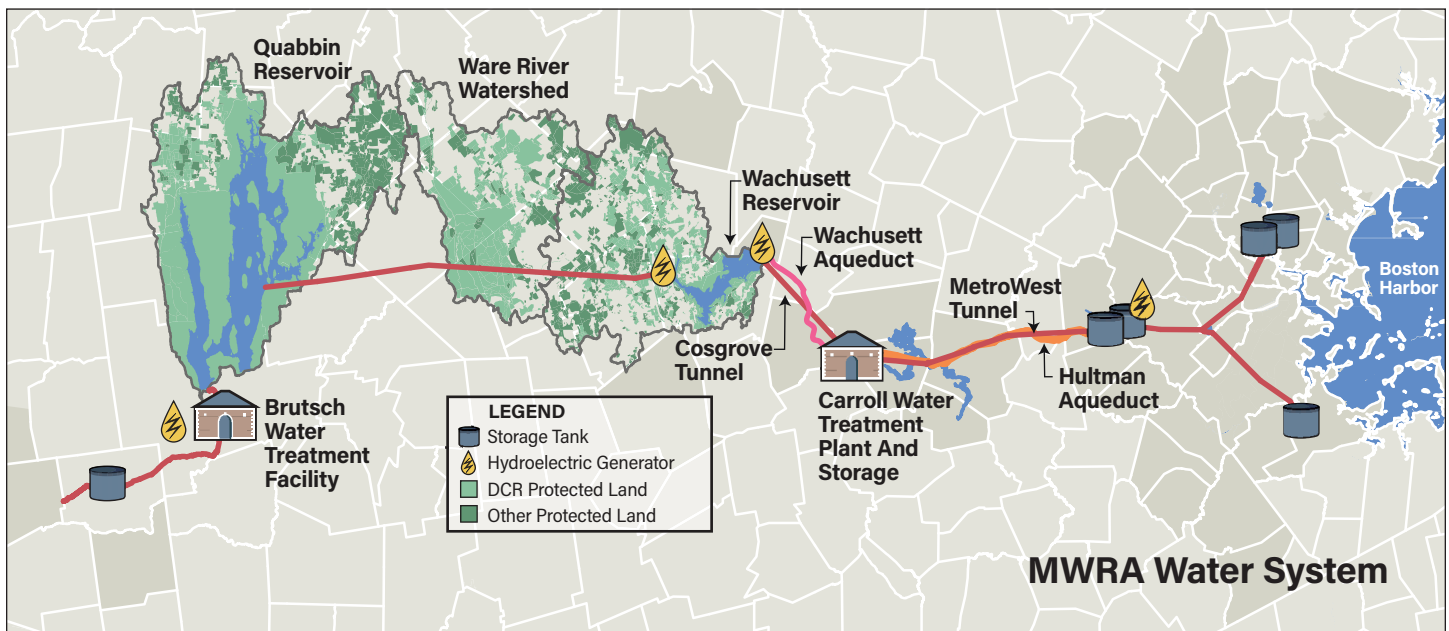 Quabbin
Reservoir
Ware River
Watershed
Wachusett
Reservoir
Wachusett
Aqueduct
MetroWest
Tunnel
Boston
Harbor
Cosgrove
Tunnel
Hultman
Aqueduct
Carroll Water
Treatment
Plant And
Storage
Brutsch
Water
Treatment
Facility
LEGEND
Storage Tank
Hydroelectric Generator
DCR Protected Land
Other Protected Land
MWRA Water System